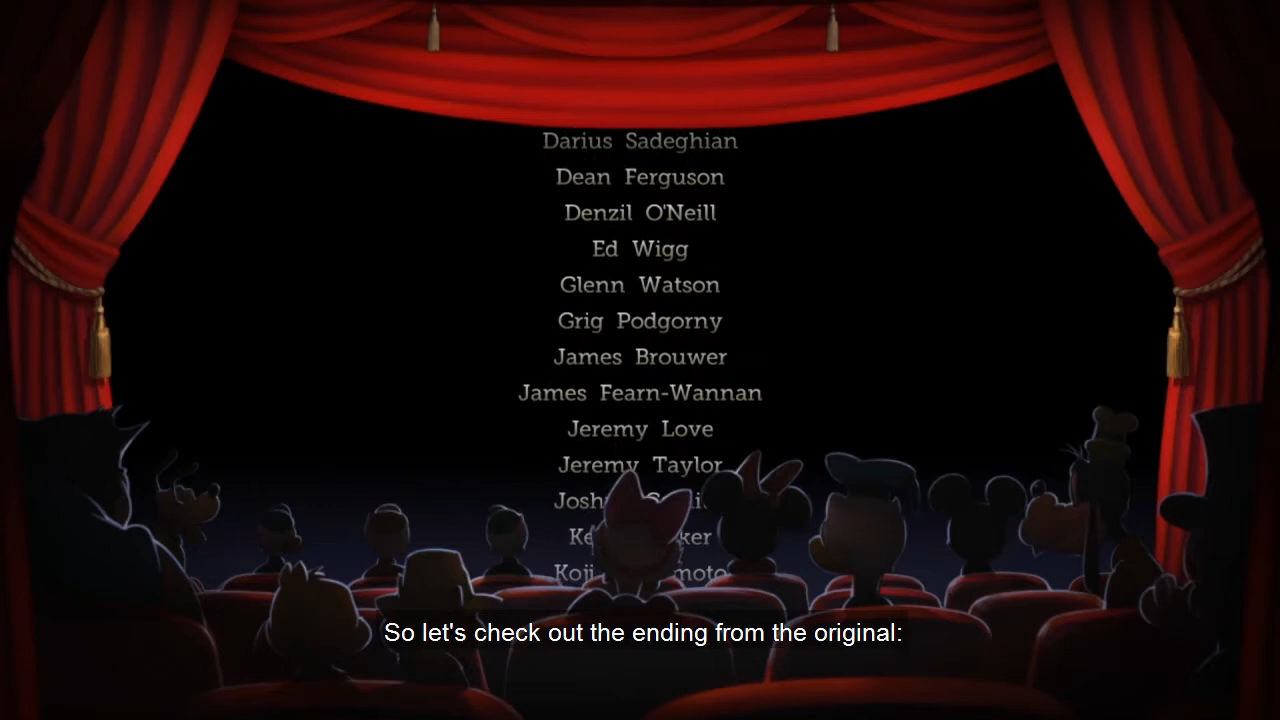 Darius Sadeghian
Dean Ferguson
Denzil O'Neill
Ed Wigg
Glenn Watson
Grig Podgorny
James Brouwer
James Fearn-Wannan
Jeremy Love
Jeremy Taylor
So let's check out the ending from the original: